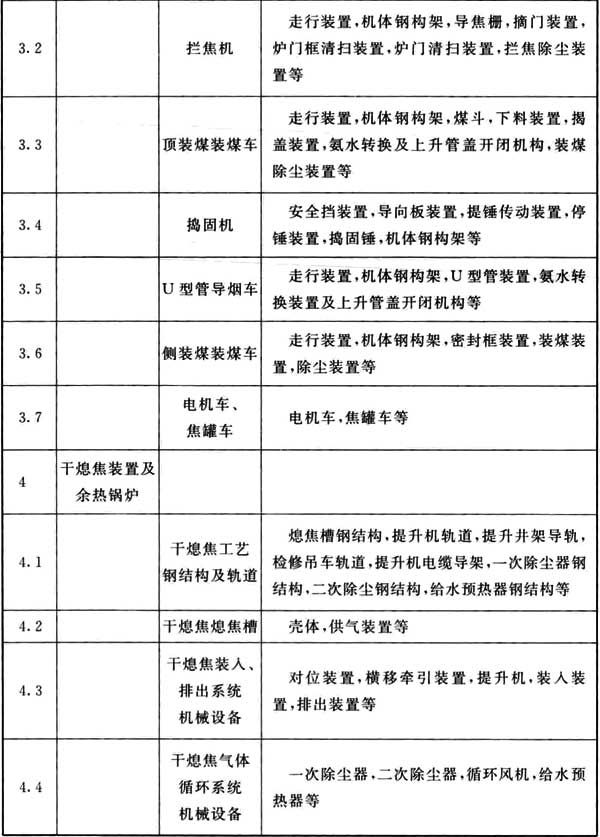 3.2
拦焦机
走行装置,机体钢构架,导焦栅,摘门装置,
炉门框清扫装置,炉门清扫装置,拦焦除尘装
置等
3.3
顶装煤装煤车
走行装置,机体钢构架,煤斗,下料装置,揭
盖装置,氨水转换及上升管盖开闭机构,装煤
除尘装置等
3.4
捣固机
安全挡装置,导向板装置,提锤传动装置,停
锤装置,捣固锤,机体钢构架等
3.5
U型管导烟车
走行装置,机体钢构架,U型管装置,氨水转
换装置及上升管盖开闭机构等
3.6
侧装煤装煤车
走行装置,机体钢构架,密封框装置,装煤装
置,除尘装置等
3.7
电机车、
焦罐车
电机车,焦罐车等
4
干熄焦装置及
余热锅炉
4.1
干熄焦工艺
钢结构及轨道
熄焦槽钢结构,提升机轨道,提升井架导轨,
检修吊车轨道,提升机电缆导架,一次除尘器钢
结构,二次除尘钢结构,给水预热器钢结构等
4.2
干熄焦熄焦槽
壳体,供气装置等
4.3
干熄焦装入、
排出系统
机械设备
对位装置,横移牵引装置,提升机,装入装
置,排出装置等
4.4
干熄焦气体
循环系统
机械设备
一次除尘器,二次除尘器,循环风机,给水预
热器等